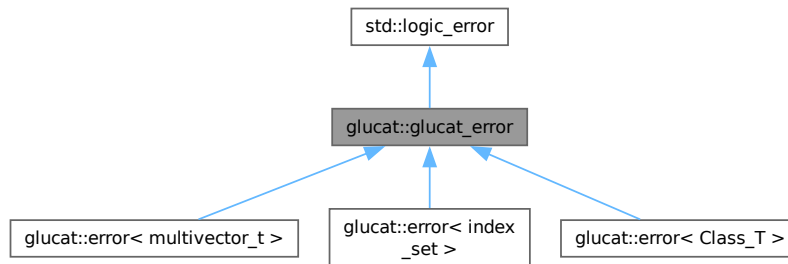 std::logic_error
glucat::glucat_error
glucat::error< multivector_t >
glucat::error< index
_set >
glucat::error< Class_T >